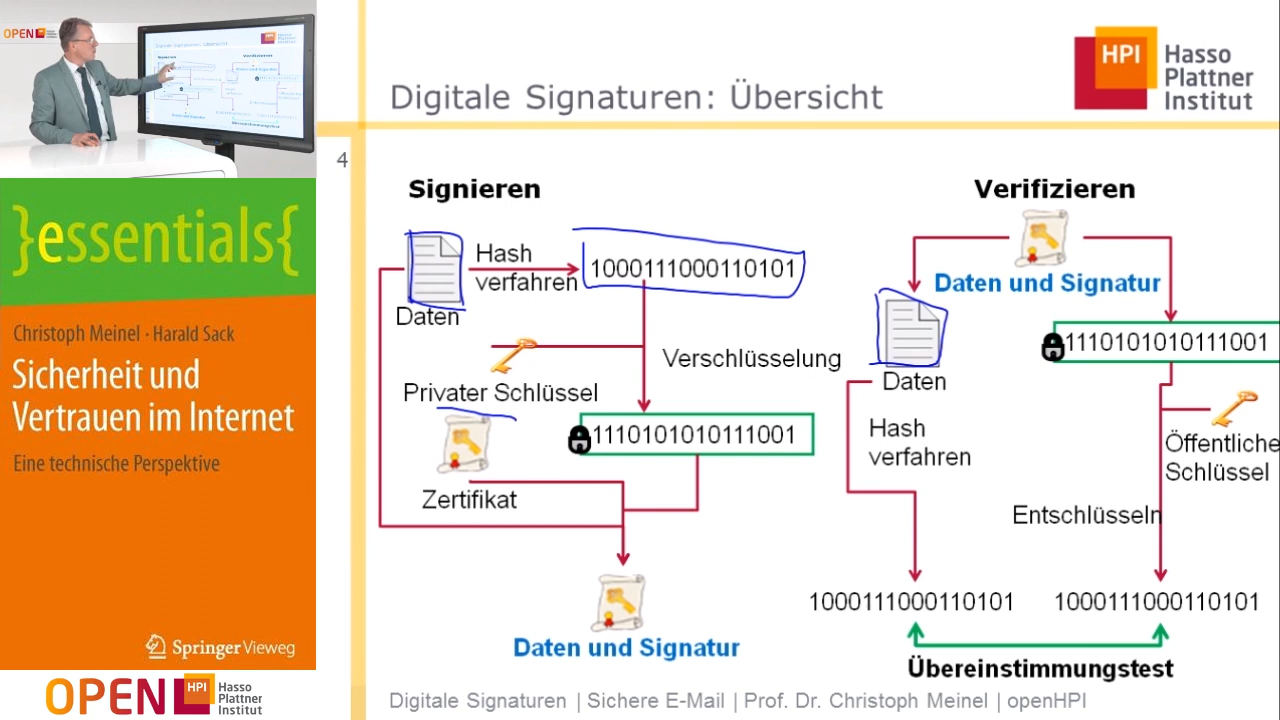 OPEN HPI
Digitale Signaturen: Übersicht
HPI Hasso
Plattner
Institut
4
}essentials{
Christoph Meinel · Harald Sack
Sicherheit und
Vertrauen im Internet
Eine technische Perspektive
Springer Vieweg
OPEN HPI Hasso
Plattner
Institut
Signieren
Hash
verfahren
1000111000110101
Daten
Verschlüsselung
Privater Schlüssel
1110101010111001
Zertifikat
Daten und Signatur
Verifizieren
Daten und Signatur
1110101010111001
Daten
Hash
verfahren
Öffentliche
Schlüssel
Entschlüsseln
1000111000110101
1000111000110101
Übereinstimmungstest
Digitale Signaturen | Sichere E-Mail | Prof. Dr. Christoph Meinel | openHPI